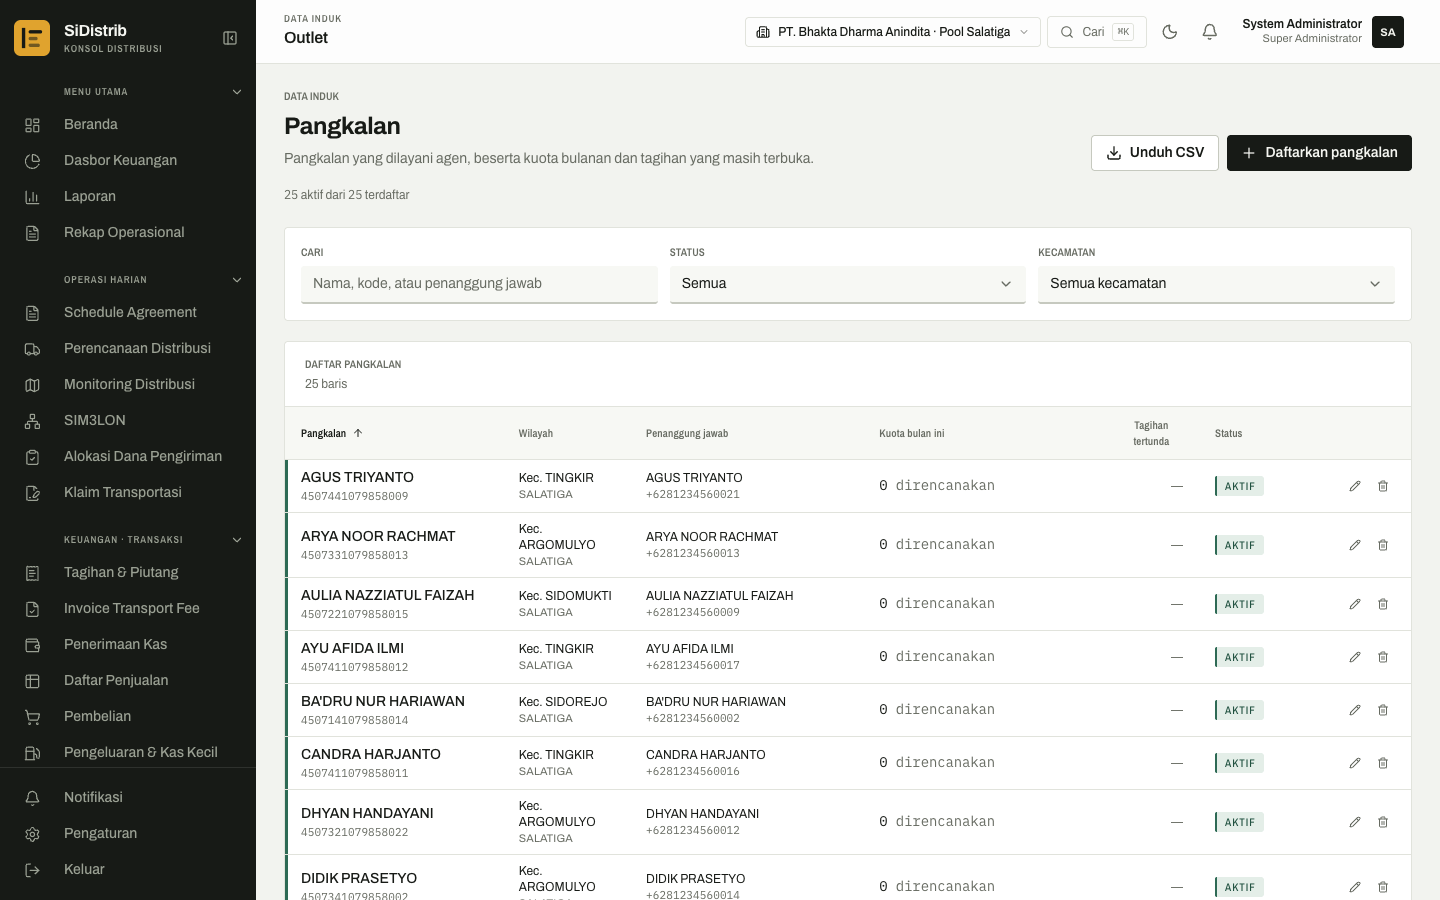 SiDistrib
KONSOL DISTRIBUSI
MENU UTAMA
Beranda
Dasbor Keuangan
Laporan
Rekap Operasional
OPERASI HARIAN
Schedule Agreement
Perencanaan Distribusi
Monitoring Distribusi
SIM3LON
Alokasi Dana Pengiriman
Klaim Transportasi
KEUANGAN · TRANSAKSI
Tagihan & Piutang
Invoice Transport Fee
Penerimaan Kas
Daftar Penjualan
Pembelian
Pengeluaran & Kas Kecil
Notifikasi
Pengaturan
Keluar
DATA INDUK
Outlet
PT. Bhakta Dharma Anindita · Pool Salatiga
Cari ⌘K
System Administrator
Super Administrator
SA
DATA INDUK
Pangkalan
Pangkalan yang dilayani agen, beserta kuota bulanan dan tagihan yang masih terbuka.
25 aktif dari 25 terdaftar
Unduh CSV
Daftarkan pangkalan
CARI
Nama, kode, atau penanggung jawab
STATUS
Semua
KECAMATAN
Semua kecamatan
DAFTAR PANGKALAN
25 baris
Pangkalan ↑ Wilayah Penanggung jawab Kuota bulan ini Tagihan tertunda Status
AGUS TRIYANTO Kec. TINGKIR AGUS TRIYANTO 0 direncanakan — AKTIF
4507441079858009 SALATIGA +6281234560021
ARYA NOOR RACHMAT Kec. ARGOMULYO ARYA NOOR RACHMAT 0 direncanakan — AKTIF
4507331079858013 SALATIGA +6281234560013
AULIA NAZZIATUL FAIZAH Kec. SIDOMUKTI AULIA NAZZIATUL FAIZAH 0 direncanakan — AKTIF
4507221079858015 SALATIGA +6281234560009
AYU AFIDA ILMI Kec. TINGKIR AYU AFIDA ILMI 0 direncanakan — AKTIF
4507411079858012 SALATIGA +6281234560017
BA'DRU NUR HARIAWAN Kec. SIDOREJO BA'DRU NUR HARIAWAN 0 direncanakan — AKTIF
4507141079858014 SALATIGA +6281234560002
CANDRA HARJANTO Kec. TINGKIR CANDRA HARJANTO 0 direncanakan — AKTIF
4507411079858011 SALATIGA +6281234560016
DHYAN HANDAYANI Kec. ARGOMULYO DHYAN HANDAYANI 0 direncanakan — AKTIF
4507321079858022 SALATIGA +6281234560012
DIDIK PRASETYO Kec. ARGOMULYO DIDIK PRASETYO 0 direncanakan — AKTIF
4507341079858002 +6281234560014